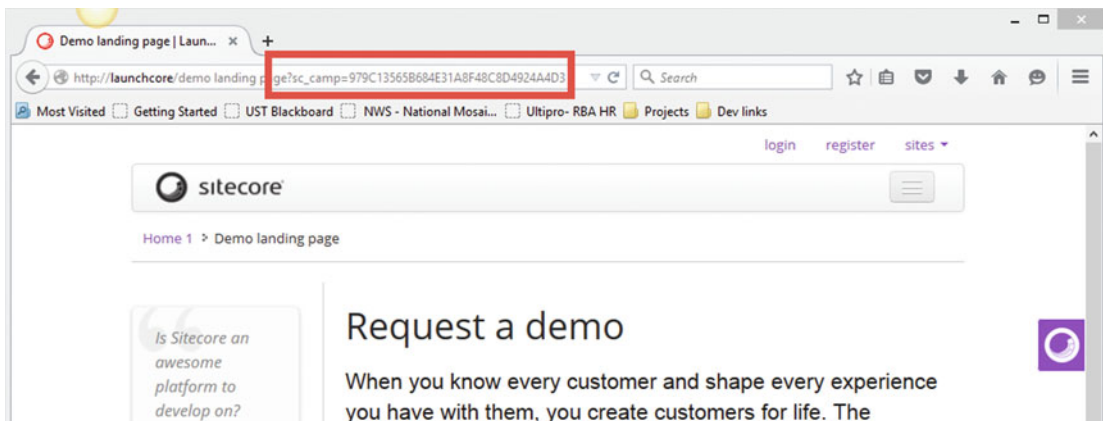 Demo landing page | Laun...
http://launchcore/demo landing page?sc_camp=979C13565B684E31A8F48C8D4924A4D3
Search
Most Visited Getting Started UST Blackboard NWS - National Mosai... Ultipro- RBA HR Projects Dev links
login register sites
sitecore
Home 1 > Demo landing page
Is Sitecore an
awesome
platform to
develop on?
Request a demo
When you know every customer and shape every experience
you have with them, you create customers for life. The